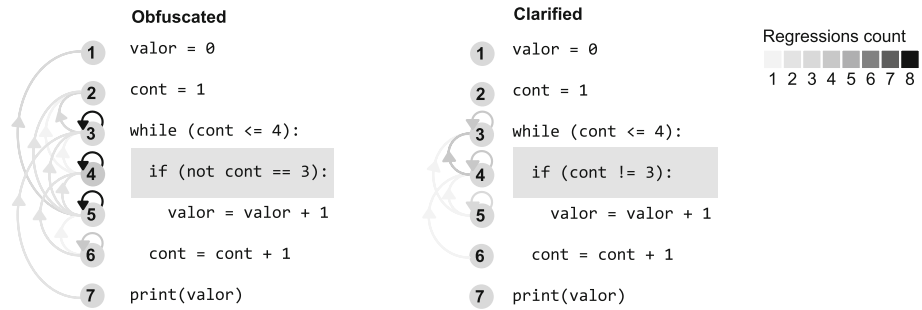 Obfuscated
1 valor = 0
2 cont = 1
3 while (cont <= 4):
4 if (not cont == 3):
5 valor = valor + 1
6 cont = cont + 1
7 print(valor)
Clarified
1 valor = 0
2 cont = 1
3 while (cont <= 4):
4 if (cont != 3):
5 valor = valor + 1
6 cont = cont + 1
7 print(valor)
Regressions count
1 2 3 4 5 6 7 8